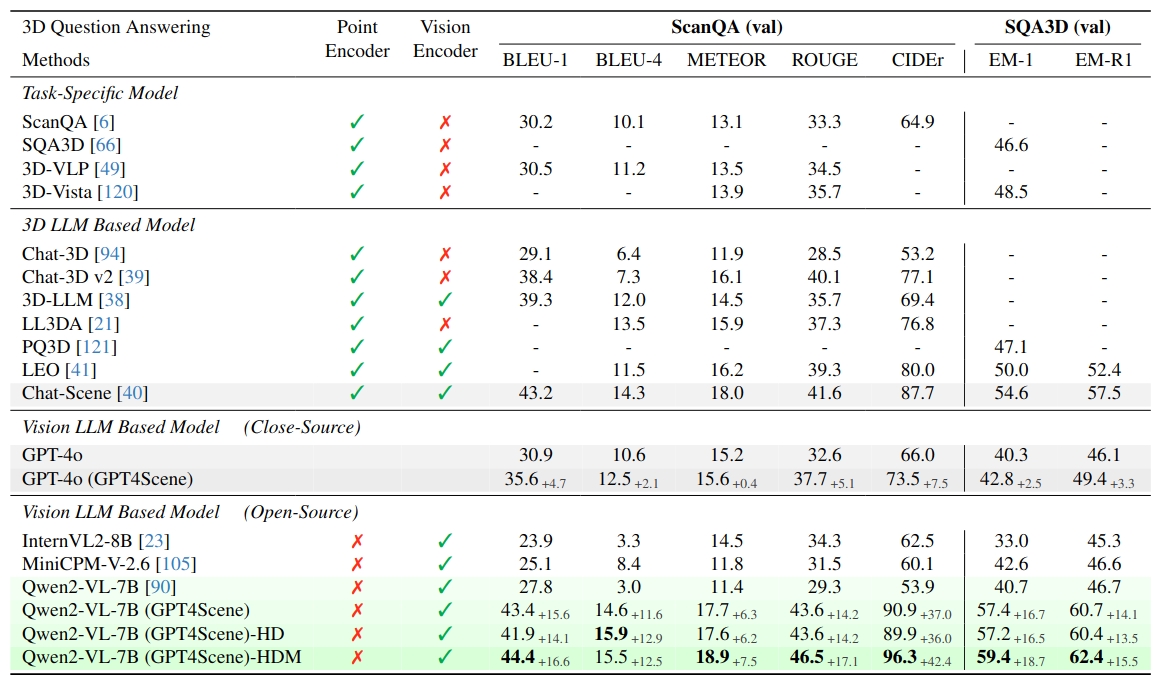 3D Question Answering Point Vision ScanQA (val) SQA3D (val)
Methods Encoder Encoder BLEU-1 BLEU-4 METEOR ROUGE CIDEr EM-1 EM-R1
Task-Specific Model
ScanQA [6] ✓ ✗ 30.2 10.1 13.1 33.3 64.9 - -
SQA3D [66] ✓ ✗ - - - - - 46.6 -
3D-VLP [49] ✓ ✗ 30.5 11.2 13.5 34.5 - - -
3D-Vista [120] ✓ ✗ - - 13.9 35.7 - 48.5 -
3D LLM Based Model
Chat-3D [94] ✓ ✗ 29.1 6.4 11.9 28.5 53.2 - -
Chat-3D v2 [39] ✓ ✗ 38.4 7.3 16.1 40.1 77.1 - -
3D-LLM [38] ✓ ✓ 39.3 12.0 14.5 35.7 69.4 - -
LL3DA [21] ✓ ✗ - 13.5 15.9 37.3 76.8 - -
PQ3D [121] ✓ ✓ - - - - - 47.1 -
LEO [41] ✓ ✓ - 11.5 16.2 39.3 80.0 50.0 52.4
Chat-Scene [40] ✓ ✓ 43.2 14.3 18.0 41.6 87.7 54.6 57.5
Vision LLM Based Model (Close-Source)
GPT-4o 30.9 10.6 15.2 32.6 66.0 40.3 46.1
GPT-4o (GPT4Scene) 35.6 +4.7 12.5 +2.1 15.6 +0.4 37.7 +5.1 73.5 +7.5 42.8 +2.5 49.4 +3.3
Vision LLM Based Model (Open-Source)
InternVL2-8B [23] ✗ ✓ 23.9 3.3 14.5 34.3 62.5 33.0 45.3
MiniCPM-V-2.6 [105] ✗ ✓ 25.1 8.4 11.8 31.5 60.1 42.6 46.6
Qwen2-VL-7B [90] ✗ ✓ 27.8 3.0 11.4 29.3 53.9 40.7 46.7
Qwen2-VL-7B (GPT4Scene) ✗ ✓ 43.4 +15.6 14.6 +11.6 17.7 +6.3 43.6 +14.2 90.9 +37.0 57.4 +16.7 60.7 +14.1
Qwen2-VL-7B (GPT4Scene)-HD ✗ ✓ 41.9 +14.1 15.9 +12.9 17.6 +6.2 43.6 +14.2 89.9 +36.0 57.2 +16.5 60.4 +13.5
Qwen2-VL-7B (GPT4Scene)-HDM ✗ ✓ 44.4 +16.6 15.5 +12.5 18.9 +7.5 46.5 +17.1 96.3 +42.4 59.4 +18.7 62.4 +15.5